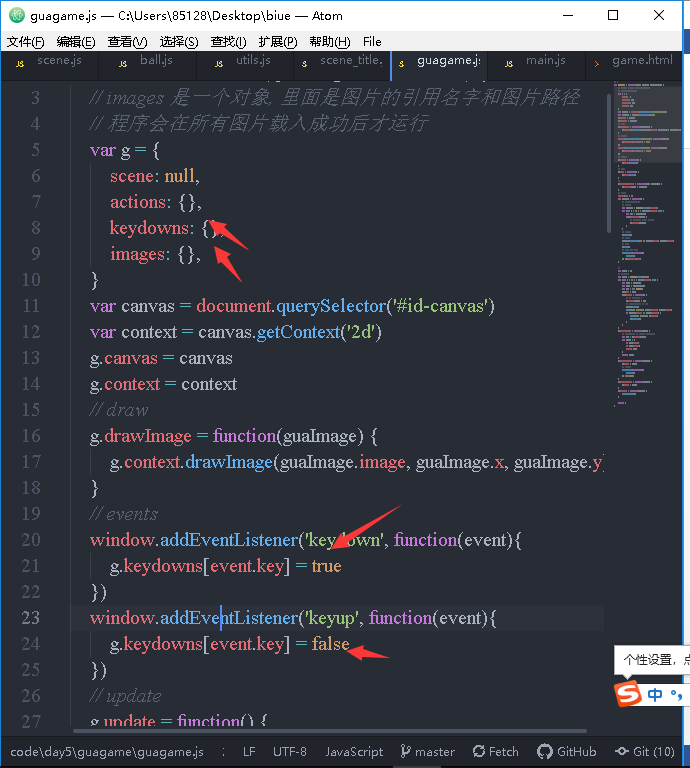 guagame.js — C:\Users\85128\Desktop\biue — Atom
文件(F) 编辑(E) 查看(V) 选择(S) 查找(I) 扩展(P) 帮助(H) File
scene.js ball.js utils.js scene_title. guagame.js main.js game.html
3 // images 是一个对象, 里面是图片的引用名字和图片路径
4 // 程序会在所有图片载入成功后才运行
5 var g = {
6 scene: null,
7 actions: {},
8 keydowns: {},
9 images: {},
10 }
11 var canvas = document.querySelector('#id-canvas')
12 var context = canvas.getContext('2d')
13 g.canvas = canvas
14 g.context = context
15 // draw
16 g.drawImage = function(guaImage) {
17 g.context.drawImage(guaImage.image, guaImage.x, guaImage.y)
18 }
19 // events
20 window.addEventListener('keydown', function(event){
21 g.keydowns[event.key] = true
22 })
23 window.addEventListener('keyup', function(event){
24 g.keydowns[event.key] = false
25 })
26 // update
27 g.update = function() {
个性设置，点
S 中 °,
code\day5\guagame\guagame.js LF UTF-8 JavaScript master Fetch GitHub Git (10)